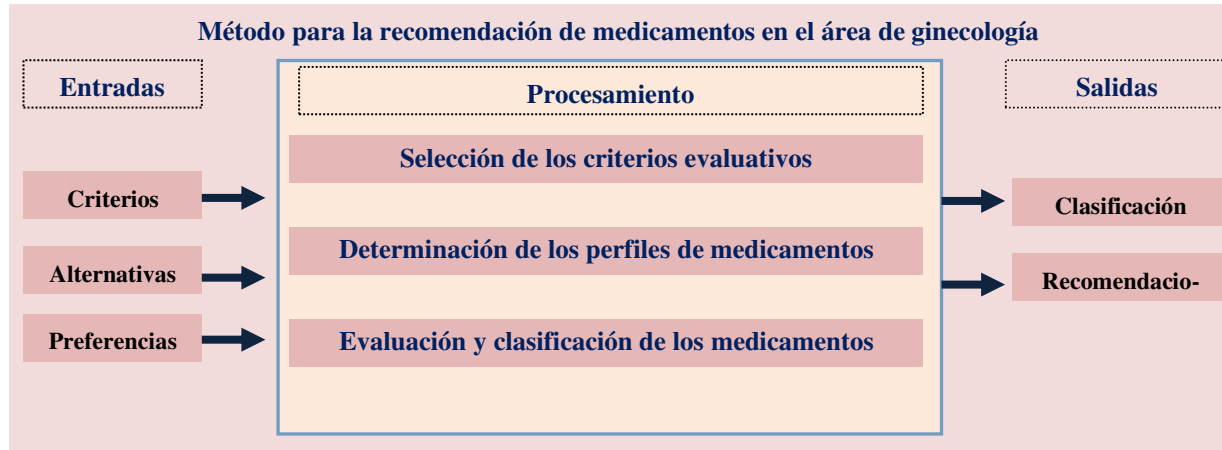 Método para la recomendación de medicamentos en el área de ginecología
Entradas
Criterios
Alternativas
Preferencias
Procesamiento
Selección de los criterios evaluativos
Determinación de los perfiles de medicamentos
Evaluación y clasificación de los medicamentos
Salidas
Clasificación
Recomendacio-